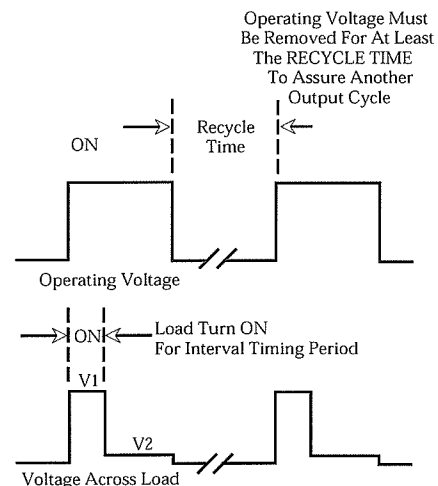 Operating Voltage Must
Be Removed For At Least
The RECYCLE TIME
To Assure Another
Output Cycle
Recycle
Time
ON
Operating Voltage
ON
Load Turn ON
For Interval Timing Period
V1
V2
Voltage Across Load